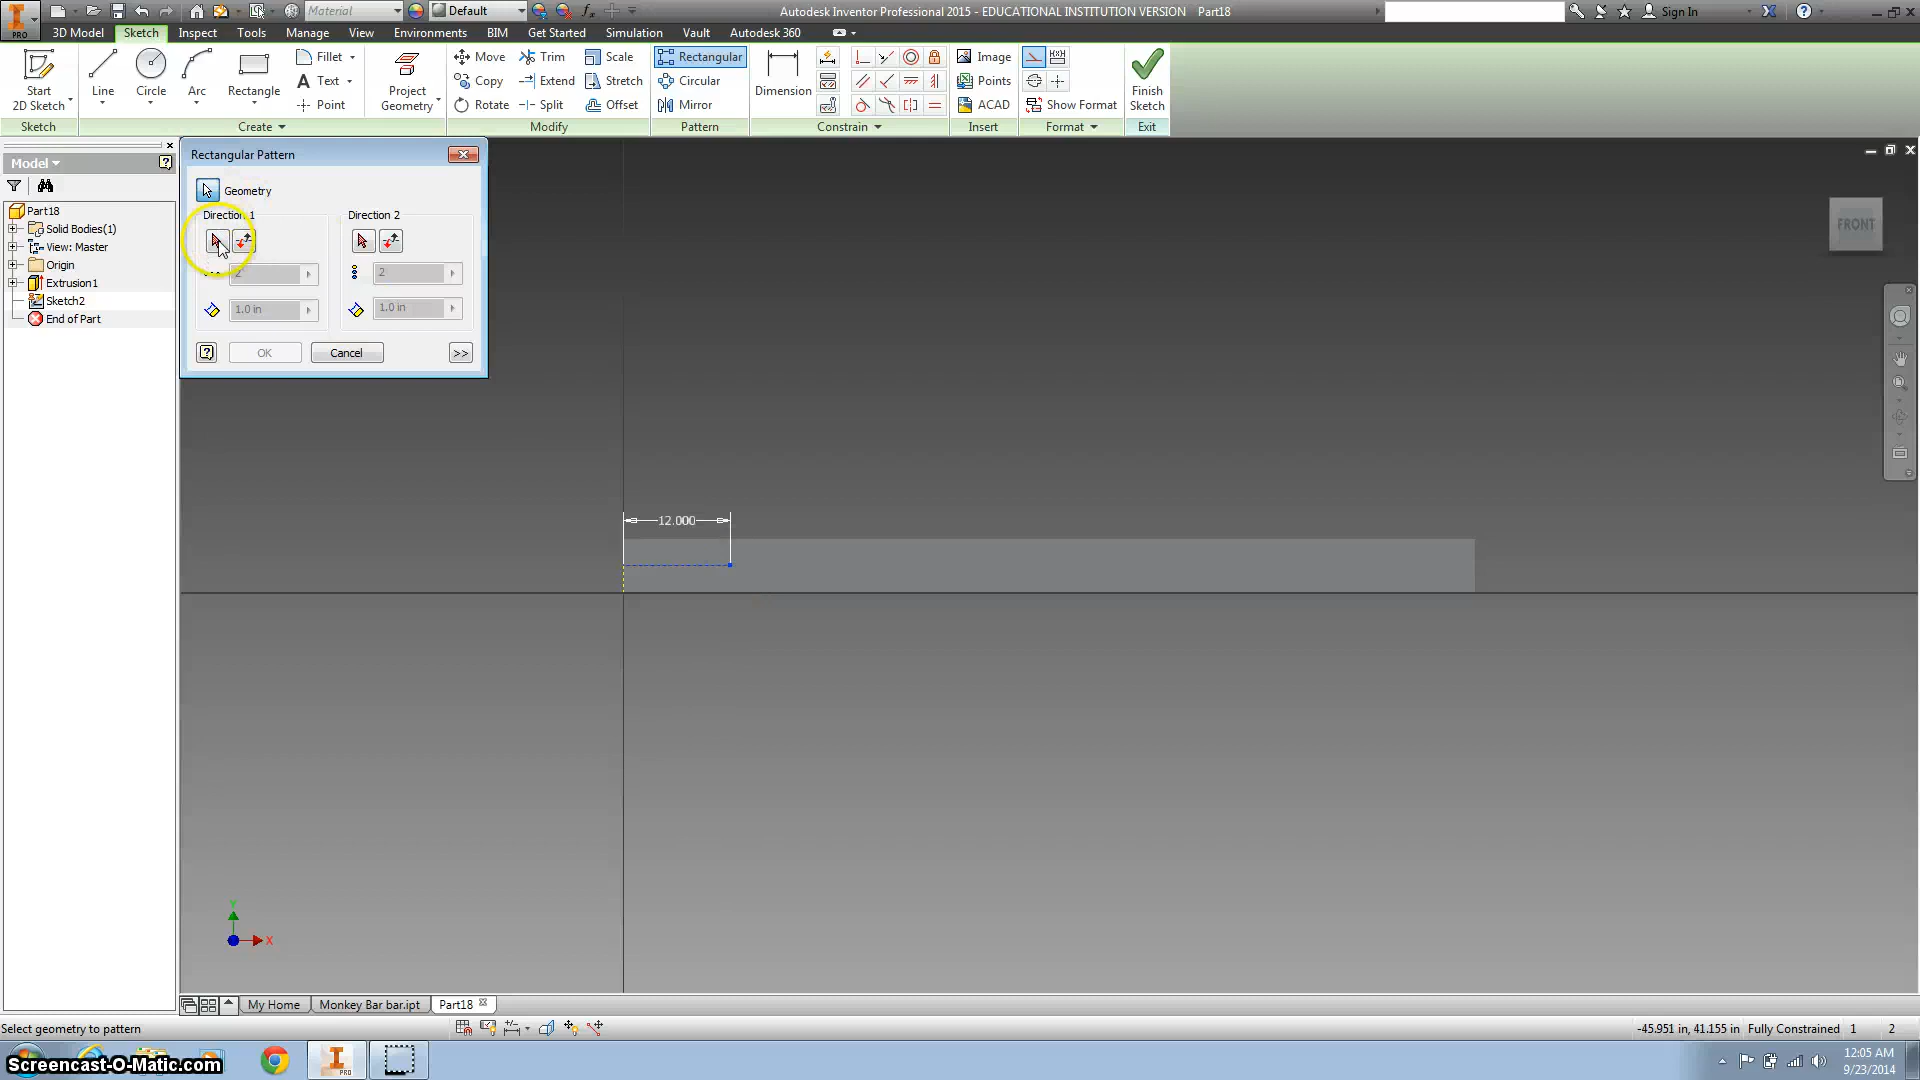 Material Default Autodesk Inventor Professional 2015 - EDUCATIONAL INSTITUTION VERSION Part18 Sign In
PRO 3D Model Sketch Inspect Tools Manage View Environments BIM Get Started Simulation Vault Autodesk 360
Start 2D Sketch Line Circle Arc Rectangle Fillet Text Point Project Geometry
Move Copy Rotate Trim Extend Split Scale Stretch Offset
Rectangular Circular Mirror Dimension
Image Points ACAD Show Format Finish Sketch
Sketch Create Modify Pattern Constrain Insert Format Exit
Model
Part18
Solid Bodies(1)
View: Master
Origin
Extrusion1
Sketch2
End of Part
Rectangular Pattern
Geometry
Direction 1 Direction 2
2 2
1.0 in 1.0 in
OK Cancel >>
FRONT
12.000
Y
X
My Home Monkey Bar bar.ipt Part18
Select geometry to pattern -45.951 in, 41.155 in Fully Constrained 1 2
Screencast-O-Matic.com PRO 12:05 AM
9/23/2014